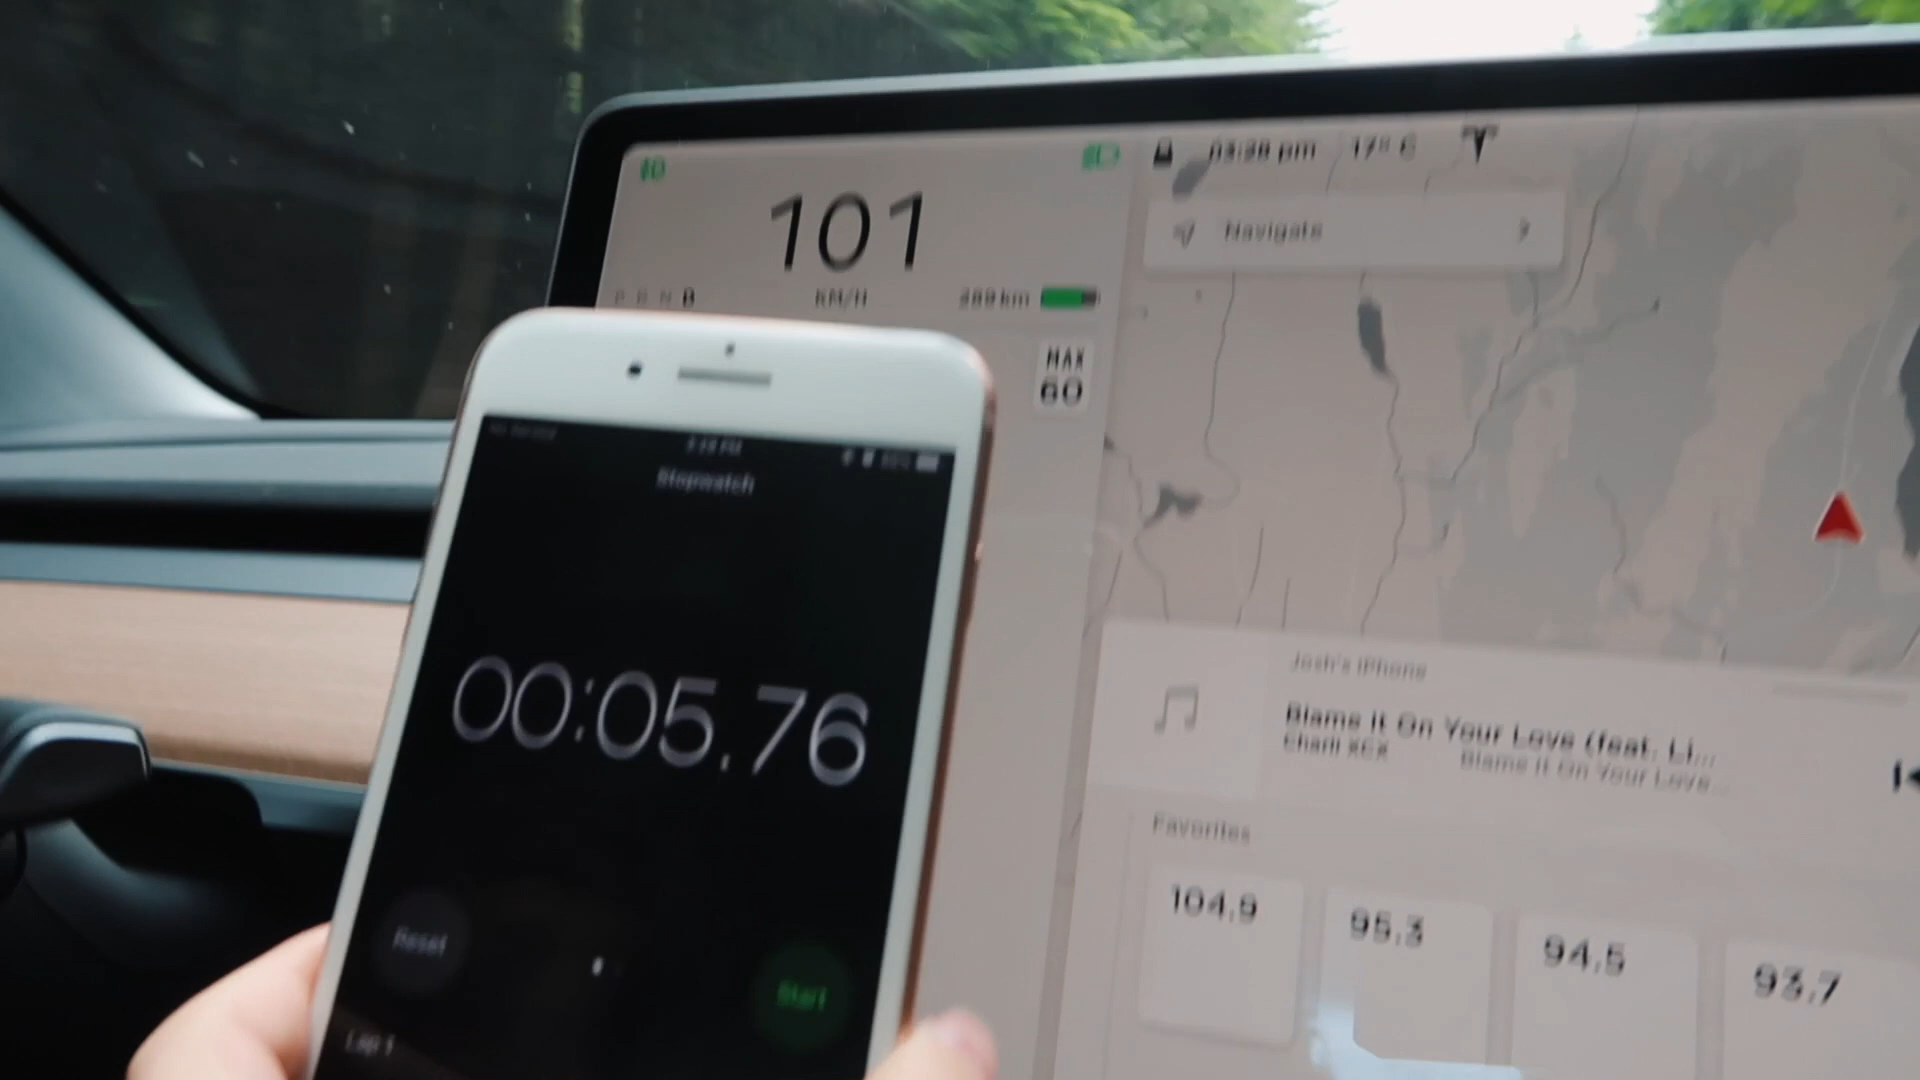 03:28 pm 17° C
101
Navigate
P R N B
KM/H
289 km
MAX
60
Stopwatch
00:05.76
Reset
Start
Lap 1
Josh's iPhone
Blame It On Your Love (feat. Li...
Charli XCX
Blame It On Your Love...
Favorites
104.9
95.3
94.5
93.7